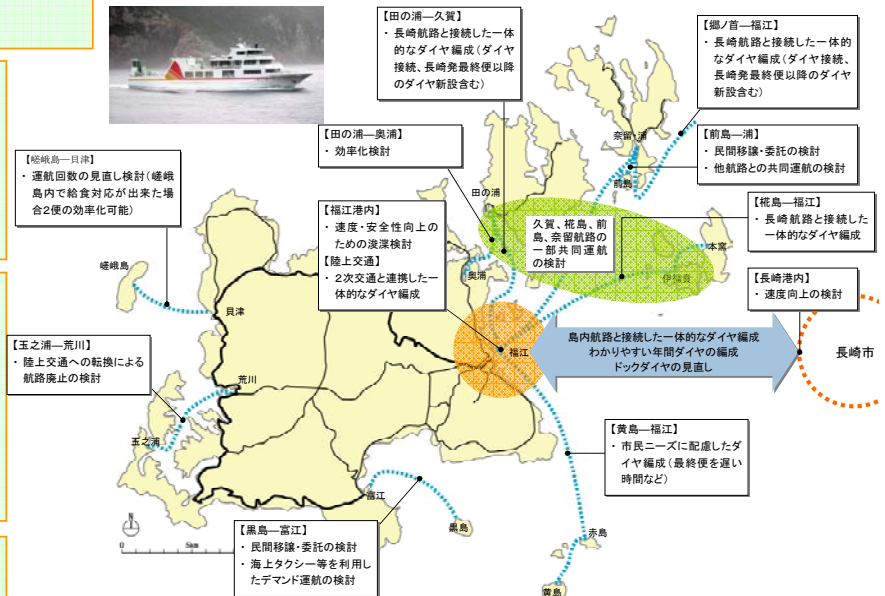 【田の浦―久賀】
・ 長崎航路と接続した一体
的なダイヤ編成（ダイヤ
接続、長崎発最終便以降
のダイヤ新設含む）
【郷ノ首―福江】
・ 長崎航路と接続した一体的
なダイヤ編成（ダイヤ接続、
長崎発最終便以降のダイヤ
新設含む）
【田の浦―奥浦】
・ 効率化検討
【前島―浦】
・ 民間移譲・委託の検討
・ 他航路との共同運航の検討
【嵯峨島―貝津】
・ 運航回数の見直し検討（嵯峨
島内で給食対応が出来た場
合2便の効率化可能）
【福江港内】
・ 速度・安全性向上の
ための浚渫検討
【陸上交通】
・ ２次交通と連携した一
体的なダイヤ編成
【椛島―福江】
・ 長崎航路と接続した
一体的なダイヤ編成
【長崎港内】
・ 速度向上の検討
久賀、椛島、前
島、奈留航路の
一部共同運航
の検討
奈留・浦
前島
田の浦
奥浦
本窯
伊福貴
嵯峨島
貝津
福江
島内航路と接続した一体的なダイヤ編成
わかりやすい年間ダイヤの編成
ドックダイヤの見直し
長崎市
【玉之浦―荒川】
・ 陸上交通への転換による
航路廃止の検討
荒川
玉之浦
【黄島―福江】
・ 市民ニーズに配慮したダ
イヤ編成（最終便を遅い
時間など）
富江
黒島
赤島
黄島
【黒島―富江】
・ 民間移譲・委託の検討
・ 海上タクシー等を利用し
たデマンド運航の検討
N
0
5km